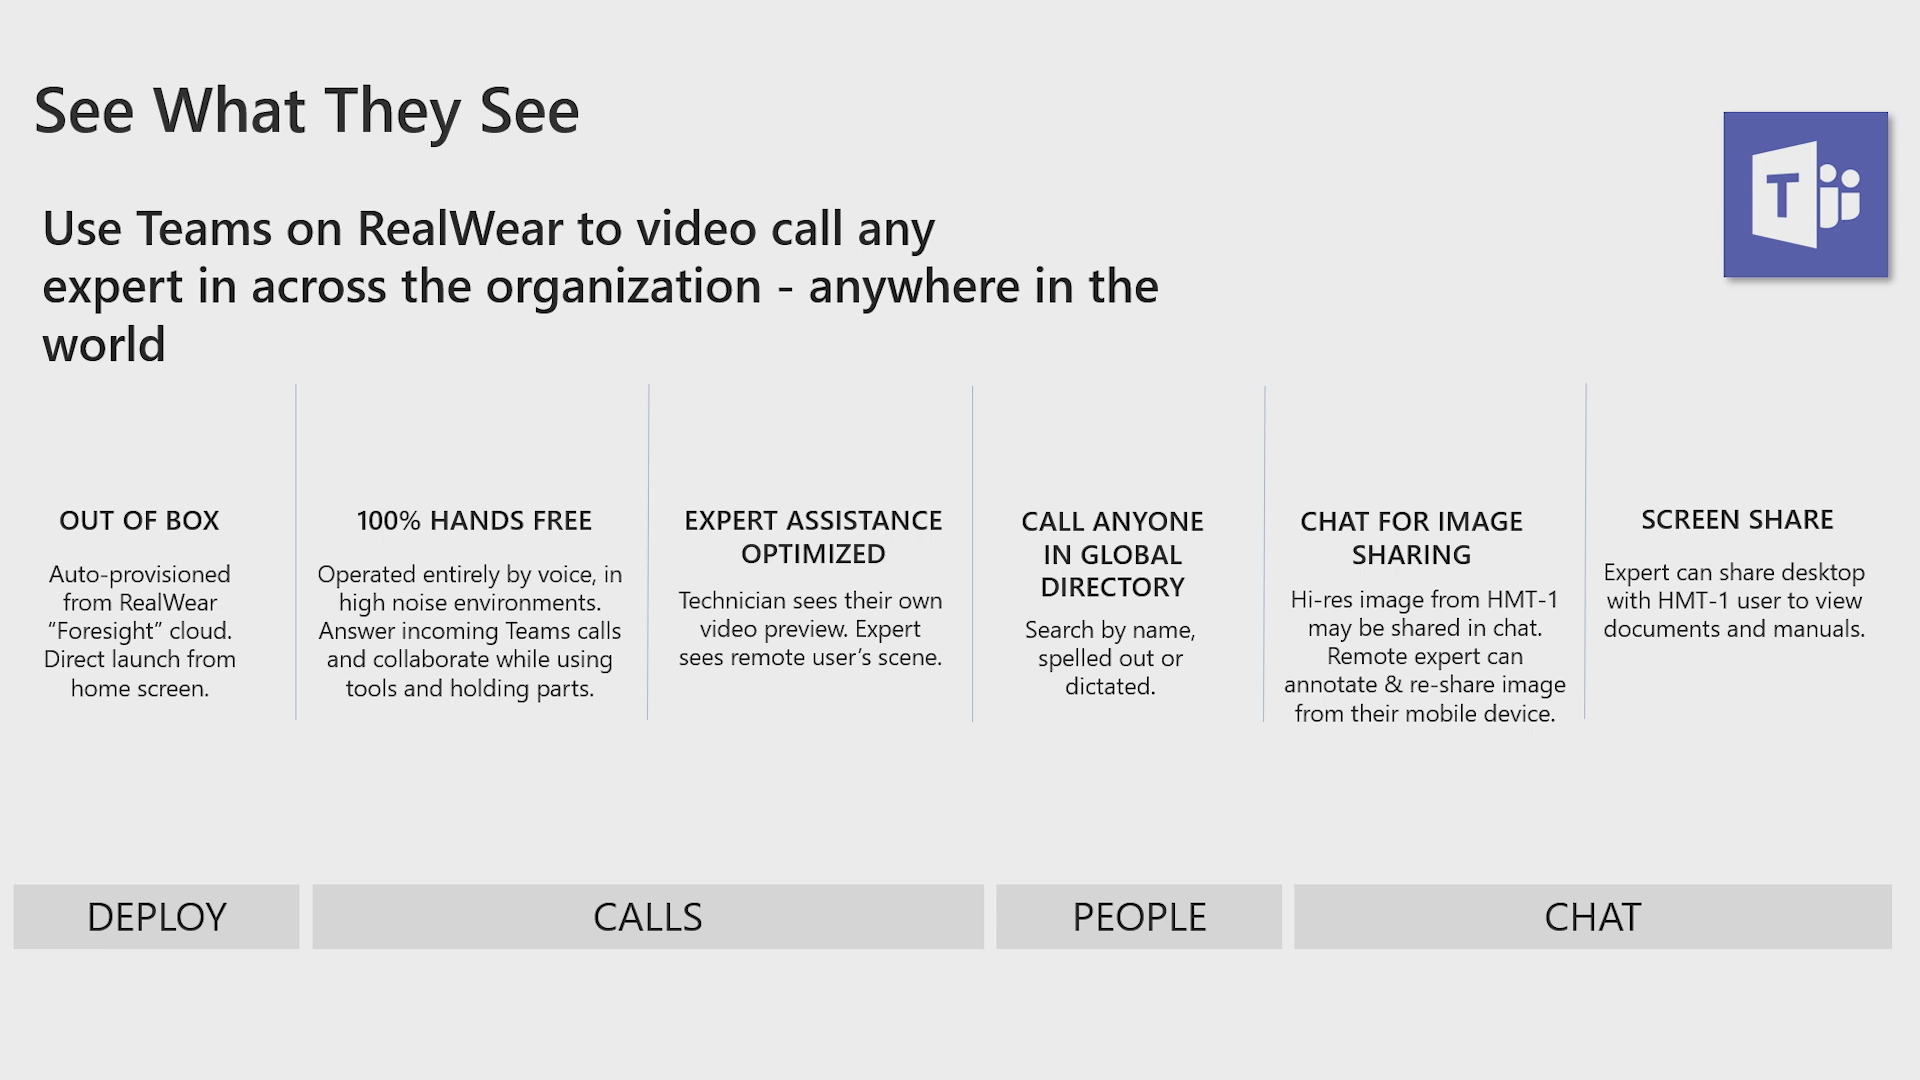 See What They See
T
Use Teams on RealWear to video call any
expert in across the organization - anywhere in the
world
OUT OF BOX
Auto-provisioned
from RealWear
“Foresight” cloud.
Direct launch from
home screen.
100% HANDS FREE
Operated entirely by voice, in
high noise environments.
Answer incoming Teams calls
and collaborate while using
tools and holding parts.
EXPERT ASSISTANCE
OPTIMIZED
Technician sees their own
video preview. Expert
sees remote user’s scene.
CALL ANYONE
IN GLOBAL
DIRECTORY
Search by name,
spelled out or
dictated.
CHAT FOR IMAGE
SHARING
Hi-res image from HMT-1
may be shared in chat.
Remote expert can
annotate & re-share image
from their mobile device.
SCREEN SHARE
Expert can share desktop
with HMT-1 user to view
documents and manuals.
DEPLOY
CALLS
PEOPLE
CHAT